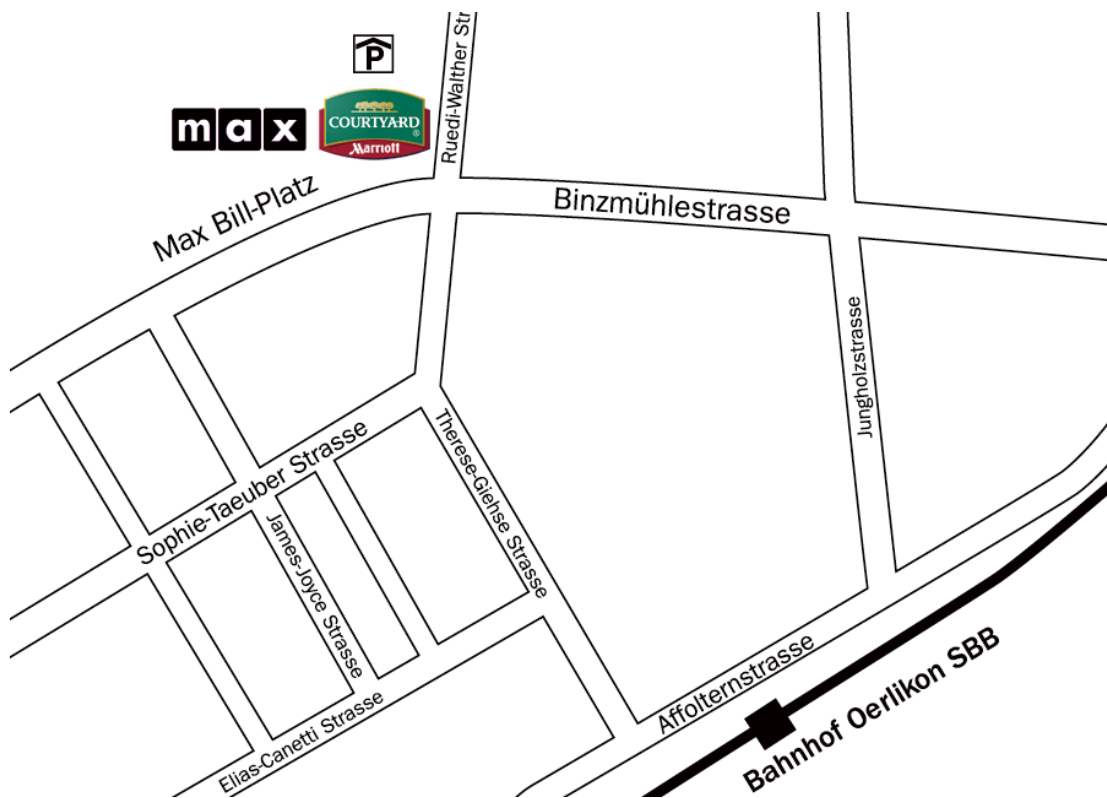 P
max
COURTYARD®
Marriott
Ruedi-Walther Str
Max Bill-Platz
Binzmühlestrasse
Jungholzstrasse
Sophie-Taeuber Strasse
Therese-Giehse Strasse
James-Joyce Strasse
Elias-Canetti Strasse
Affolternstrasse
Bahnhof Oerlikon SBB